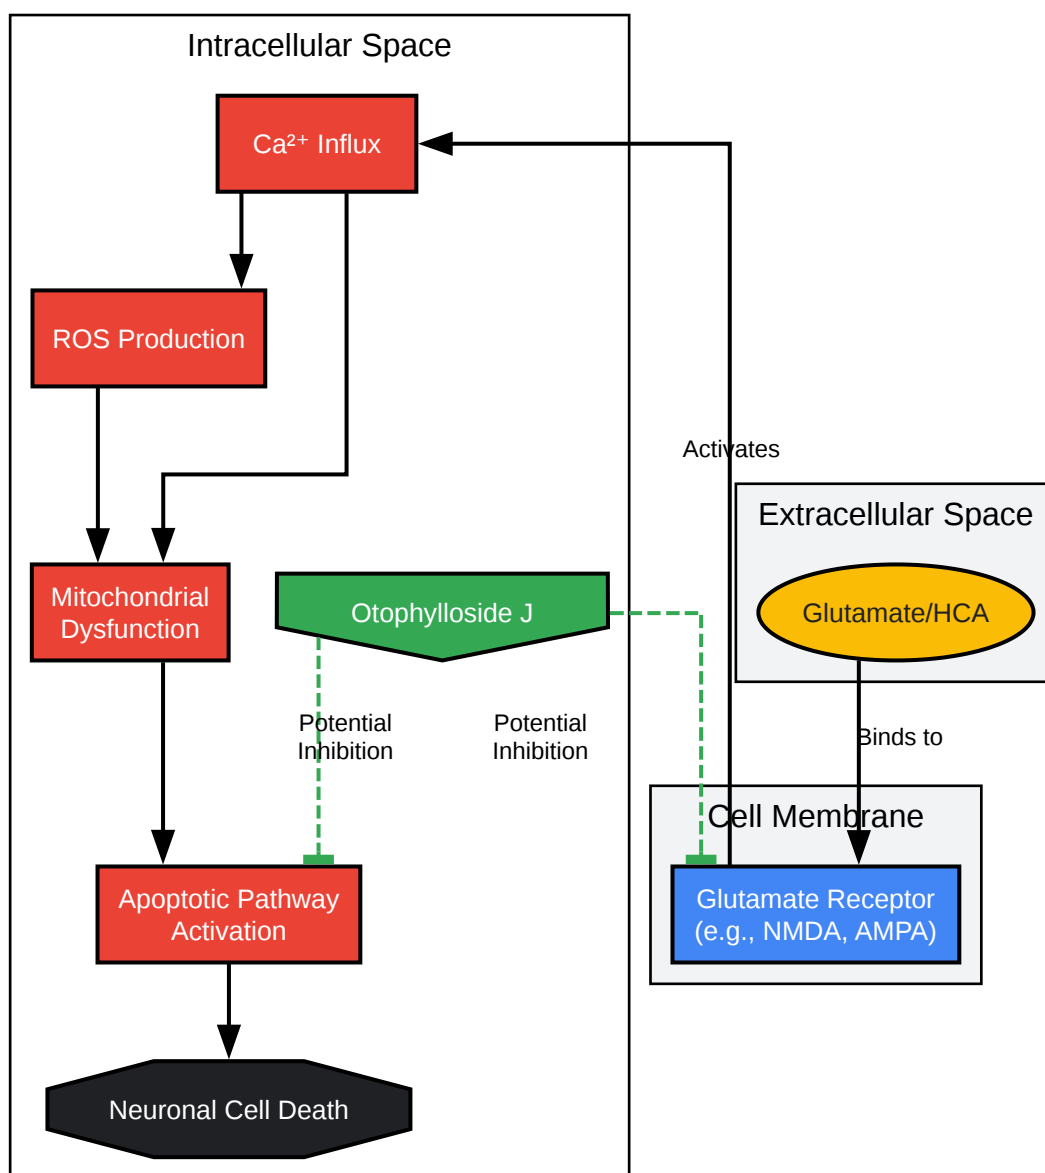 Intracellular Space
Ca²⁺ Influx
ROS Production
Activates
Extracellular Space
Mitochondrial
Dysfunction
Otophylloside J
Glutamate/HCA
Potential
Inhibition
Potential
Inhibition
Binds to
Cell Membrane
Apoptotic Pathway
Activation
Glutamate Receptor
(e.g., NMDA, AMPA)
Neuronal Cell Death